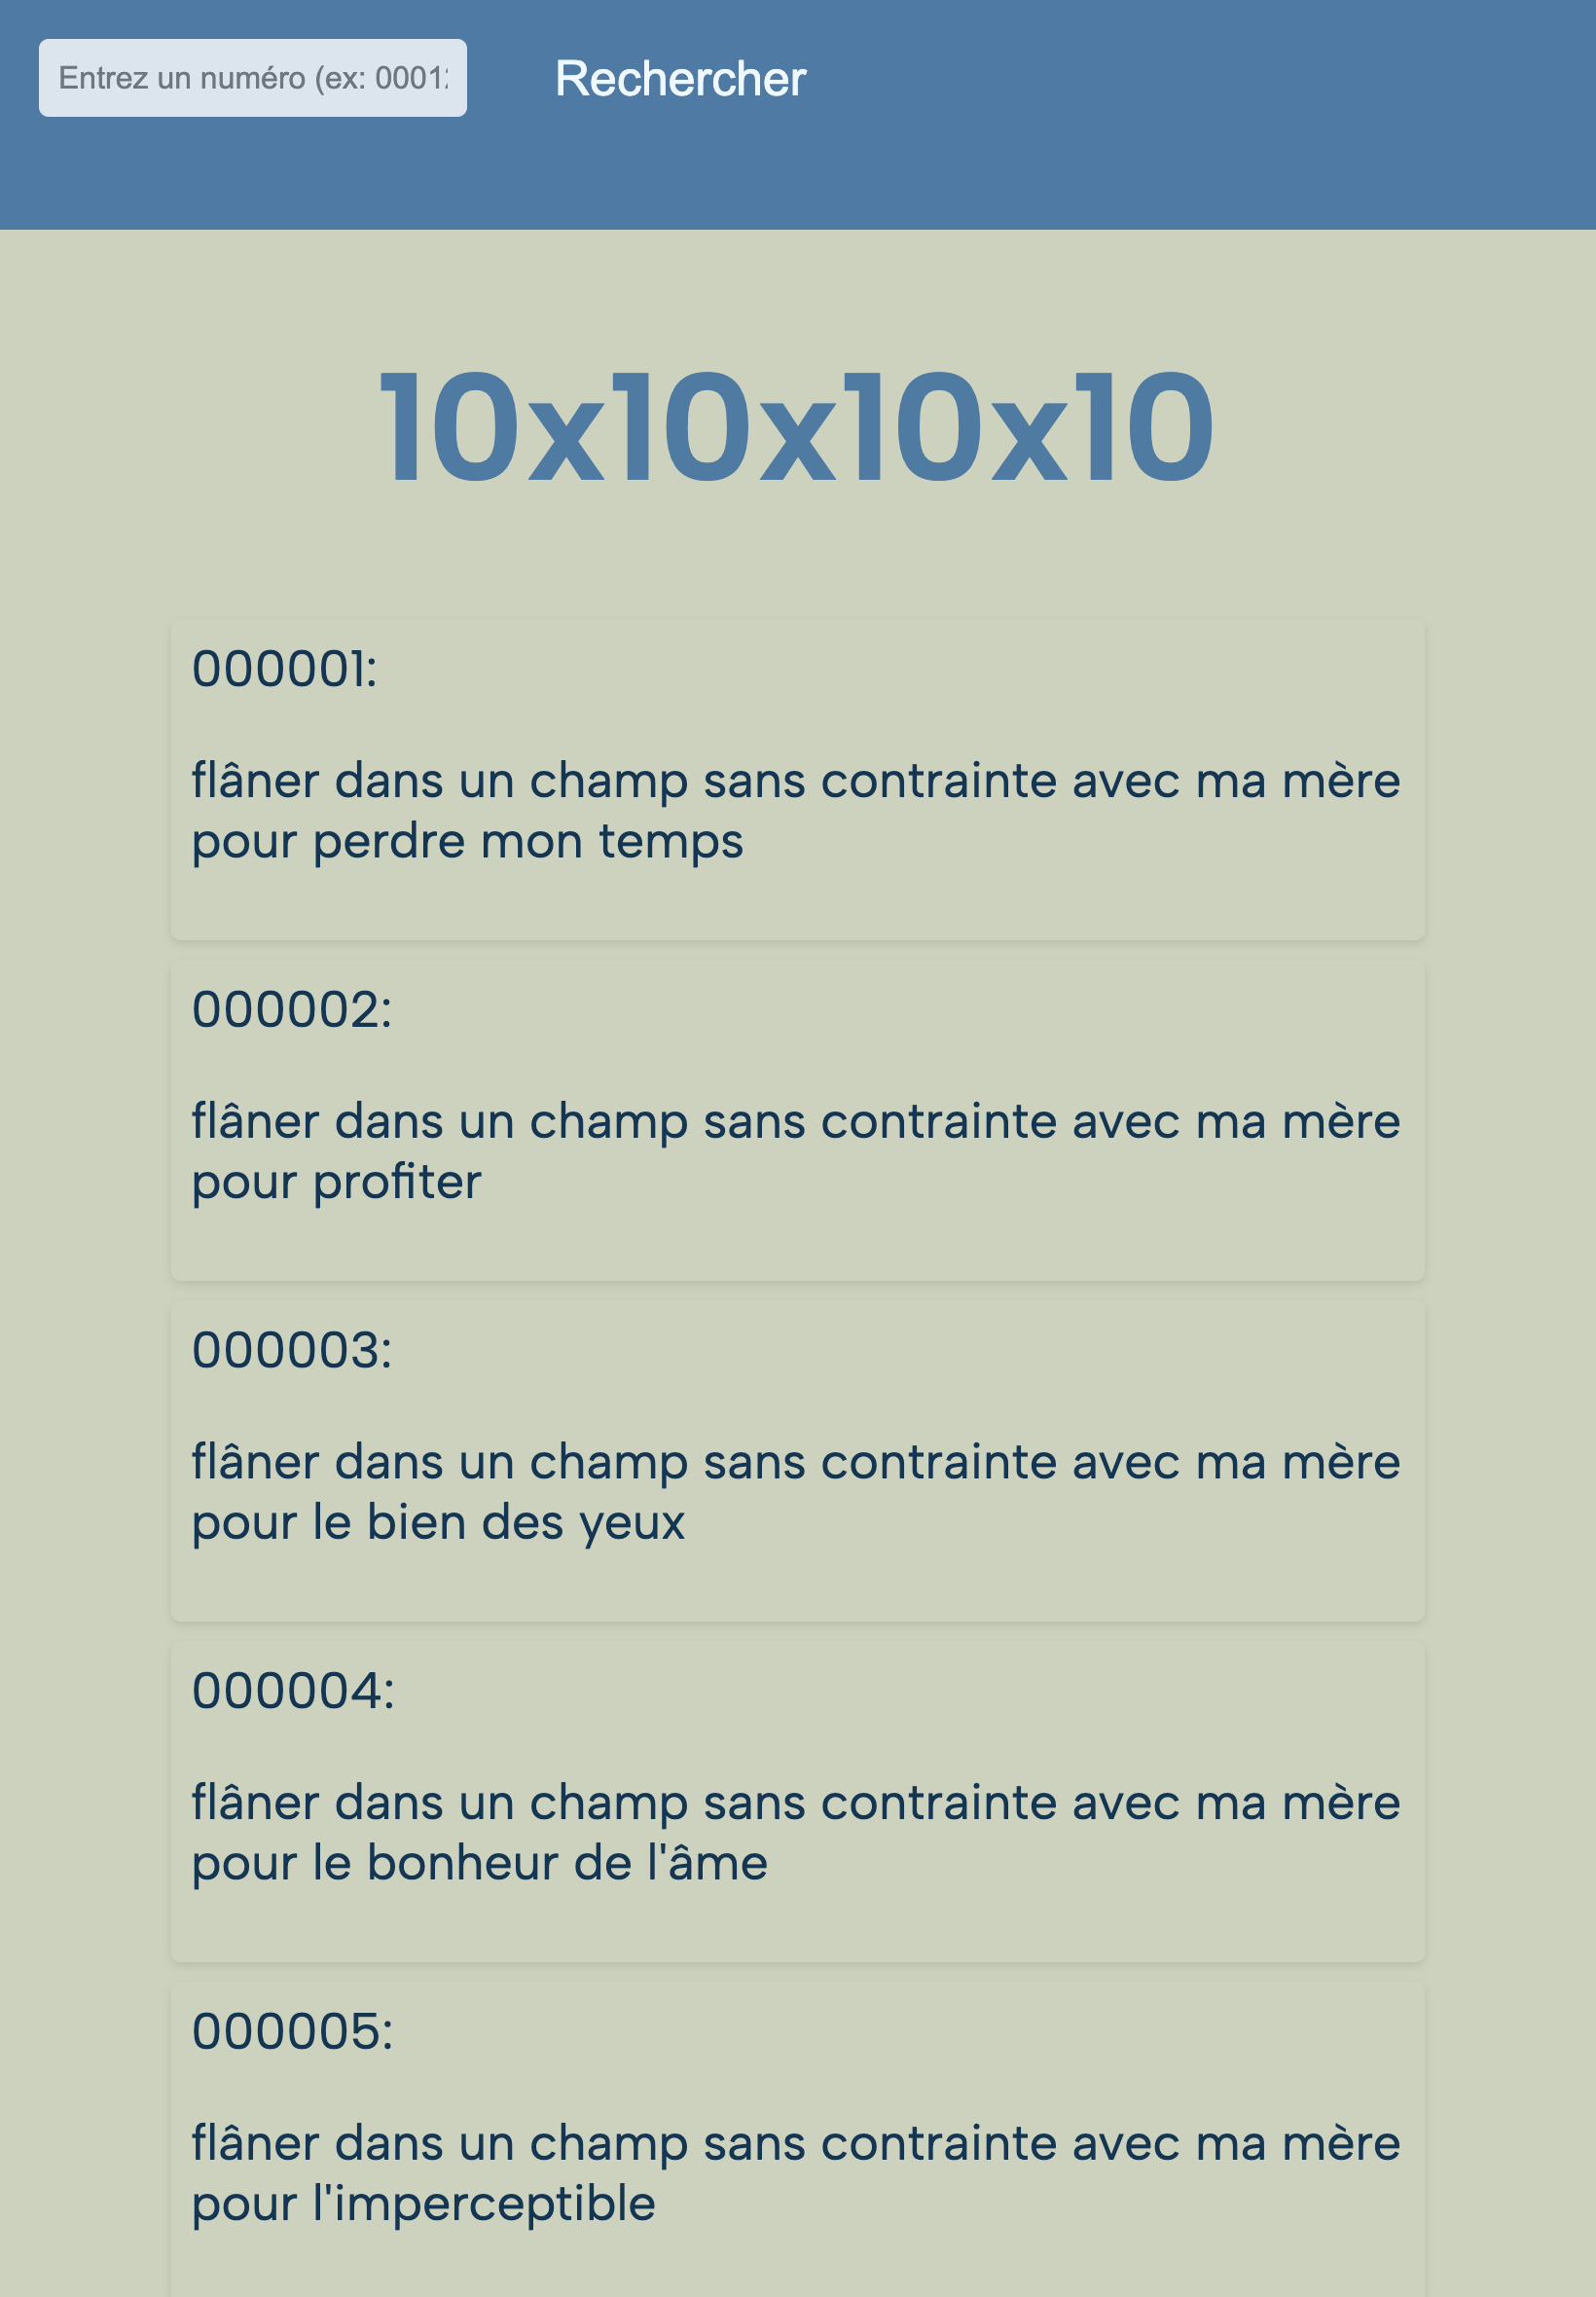 Entrez un numéro (ex: 0001
Rechercher
10x10x10x10
000001:
flâner dans un champ sans contrainte avec ma mère
pour perdre mon temps
000002:
flâner dans un champ sans contrainte avec ma mère
pour profiter
000003:
flâner dans un champ sans contrainte avec ma mère
pour le bien des yeux
000004:
flâner dans un champ sans contrainte avec ma mère
pour le bonheur de l'âme
000005:
flâner dans un champ sans contrainte avec ma mère
pour l'imperceptible